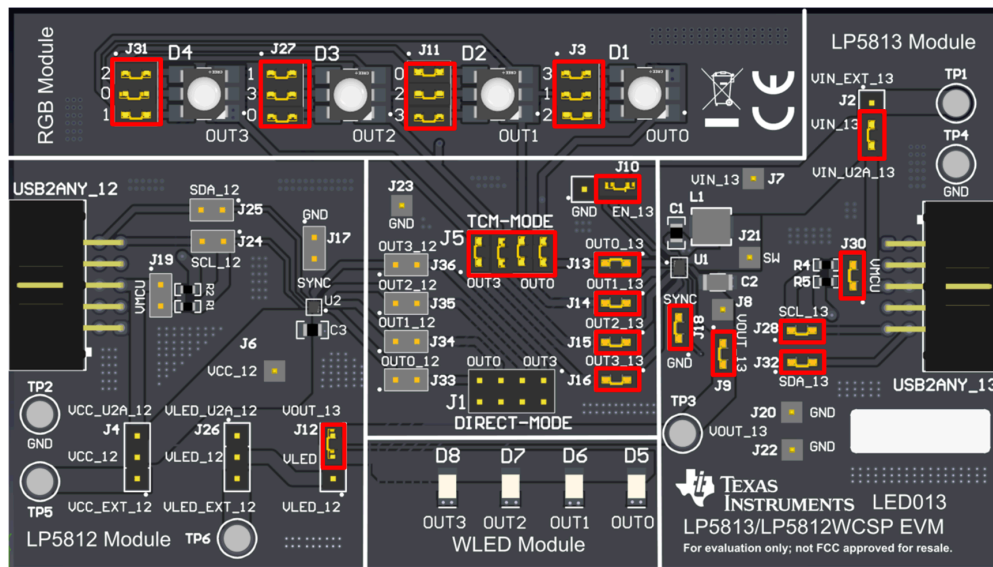 RGB Module
J31 D4 J27 D3 J11 D2 J3 D1
2 1 0 3
0 3 2 2
1 0 3 1
OUT3 OUT2 OUT1 OUT0
LP5813 Module
VIN_EXT_13
TP1
J2
VIN_13
TP4
VIN_U2A_13
GND
USB2ANY_12
SDA_12
J25
J24
SCL_12
GND
J17
SYNC
U2
C3
J19
VMCU
R2
R1
J6
VCC_12
TP2
GND
TP5
VCC_U2A_12
J4
VCC_12
VCC_EXT_12
VLED_U2A_12
J26
VLED_12
VLED_EXT_12
VOUT_13
J12
VLED
VLED_12
LP5812 Module
TP6
J23
GND
J10
GND EN_13
TCM-MODE
J5
OUT3 OUT0
OUT3_12
J36
OUT2_12
J35
OUT1_12
J34
OUT0_12
J33
OUT0_13
J13
OUT1_13
J14
OUT2_13
J15
OUT3_13
J16
OUT0 OUT3
J1
DIRECT-MODE
D8 D7 D6 D5
OUT3 OUT2 OUT1 OUT0
WLED Module
VIN_13 J7
L1
C1
J21
SW
U1
C2
SYNC
J18
GND
J8
VOUT_13
J9
J30
R4
R5
VMCU
SCL_13
J28
J32
SDA_13
USB2ANY_13
TP3
VOUT_13
J20 GND
J22 GND
TEXAS
INSTRUMENTS
LED013
LP5813/LP5812WCSP EVM
For evaluation only; not FCC approved for resale.